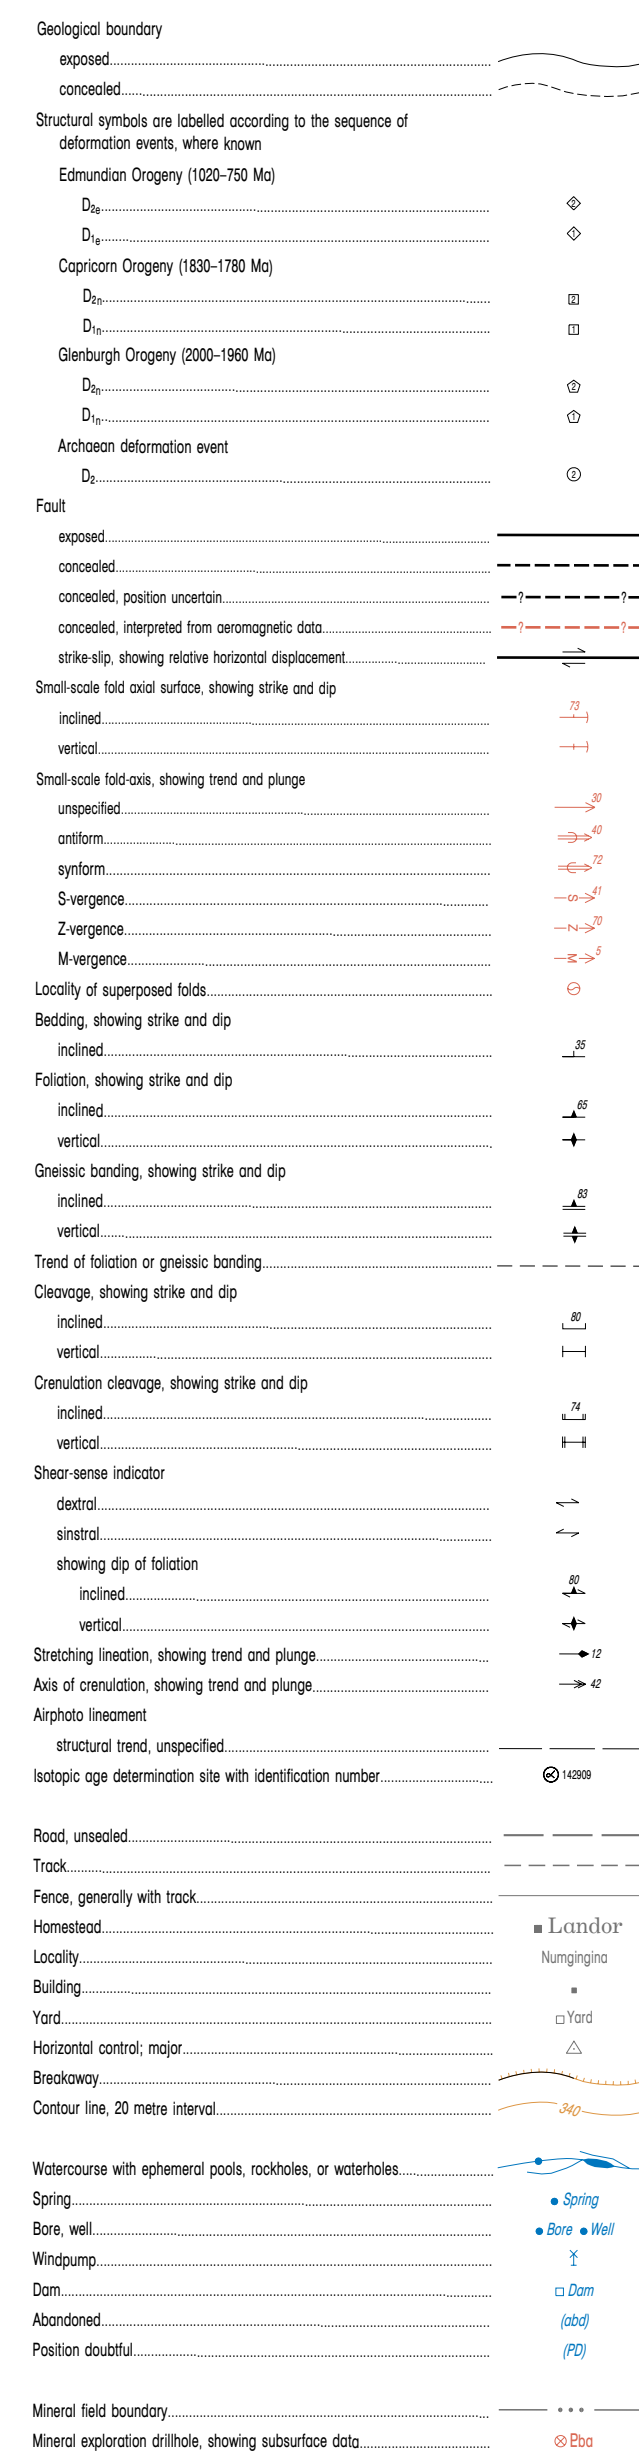 Geological boundary
exposed
concealed
Structural symbols are labelled according to the sequence of
deformation events, where known
Edmundian Orogeny (1020–750 Ma)
D2e 2
D1e 1
Capricorn Orogeny (1830–1780 Ma)
D2n 2
D1n 1
Glenburgh Orogeny (2000–1960 Ma)
D2n 2
D1n 1
Archaean deformation event
D2 2
Fault
exposed
concealed
concealed, position uncertain ? ?
concealed, interpreted from aeromagnetic data ? ?
strike-slip, showing relative horizontal displacement
Small-scale fold axial surface, showing strike and dip
inclined 73
vertical
Small-scale fold-axis, showing trend and plunge
unspecified 30
antiform 40
synform 72
S-vergence S 41
Z-vergence Z 70
M-vergence M 5
Locality of superposed folds
Bedding, showing strike and dip
inclined 35
Foliation, showing strike and dip
inclined 65
vertical
Gneissic banding, showing strike and dip
inclined 83
vertical
Trend of foliation or gneissic banding
Cleavage, showing strike and dip
inclined 80
vertical
Crenulation cleavage, showing strike and dip
inclined 74
vertical
Shear-sense indicator
dextral
sinstral
showing dip of foliation
inclined 80
vertical
Stretching lineation, showing trend and plunge 12
Axis of crenulation, showing trend and plunge 42
Airphoto lineament
structural trend, unspecified
Isotopic age determination site with identification number 142909
Road, unsealed
Track
Fence, generally with track
Homestead Landor
Locality Numgingina
Building
Yard Yard
Horizontal control; major
Breakaway
Contour line, 20 metre interval 340
Watercourse with ephemeral pools, rockholes, or waterholes
Spring Spring
Bore, well Bore Well
Windpump
Dam Dam
Abandoned (abd)
Position doubtful (PD)
Mineral field boundary
Mineral exploration drillhole, showing subsurface data